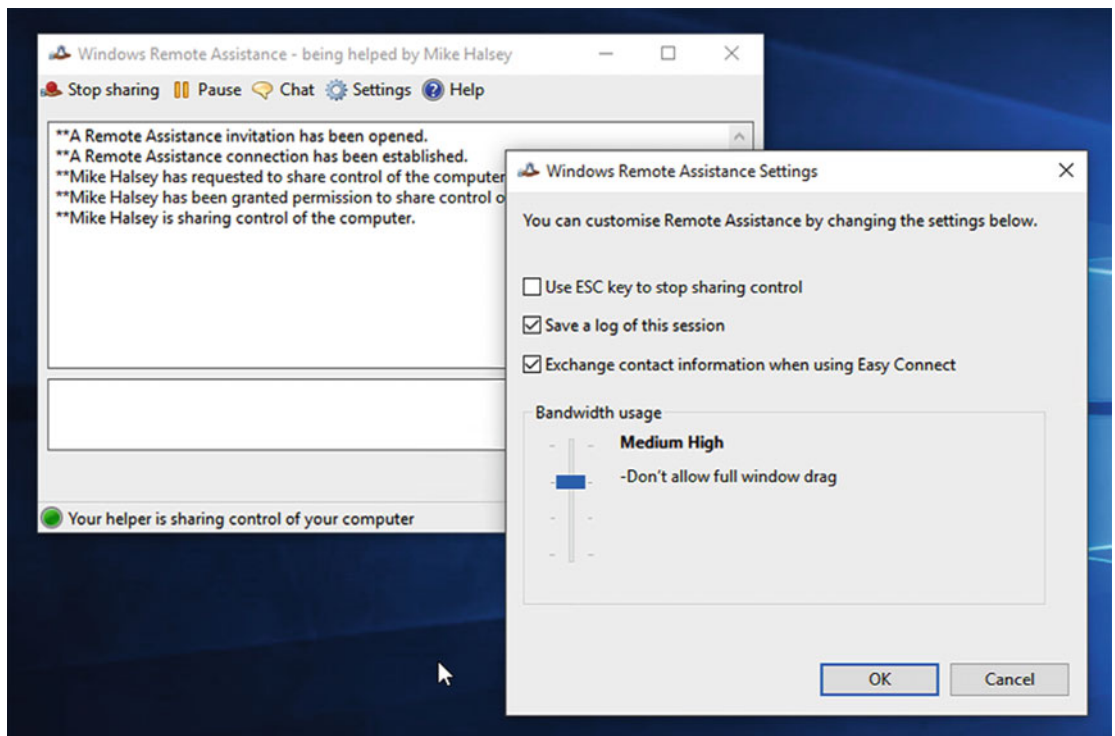 Windows Remote Assistance - being helped by Mike Halsey
Stop sharing Pause Chat Settings Help
**A Remote Assistance invitation has been opened.
**A Remote Assistance connection has been established.
**Mike Halsey has requested to share control of the computer
**Mike Halsey has been granted permission to share control o
**Mike Halsey is sharing control of the computer.
Your helper is sharing control of your computer
Windows Remote Assistance Settings
You can customise Remote Assistance by changing the settings below.
Use ESC key to stop sharing control
Save a log of this session
Exchange contact information when using Easy Connect
Bandwidth usage
Medium High
-Don't allow full window drag
OK Cancel